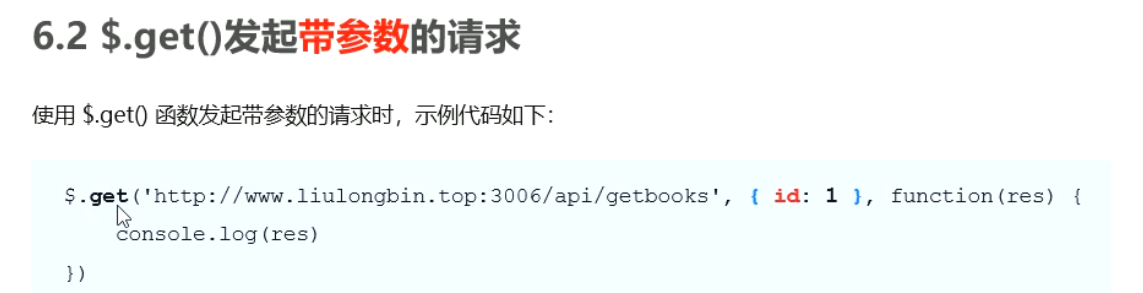 6.2 $.get()发起带参数的请求
使用 $.get() 函数发起带参数的请求时，示例代码如下：
$.get('http://www.liulongbin.top:3006/api/getbooks', { id: 1 }, function(res) {
    console.log(res)
})